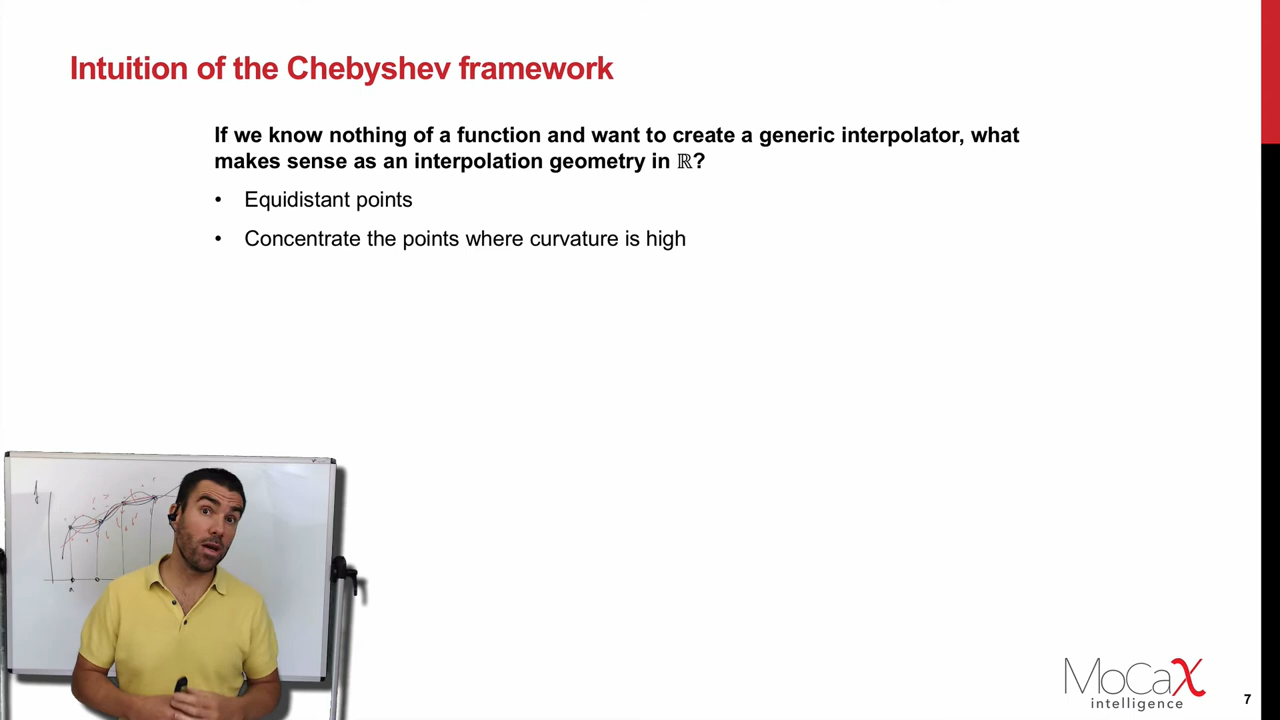 Intuition of the Chebyshev framework
If we know nothing of a function and want to create a generic interpolator, what
makes sense as an interpolation geometry in ℝ?
• Equidistant points
• Concentrate the points where curvature is high
MoCaX
intelligence
7